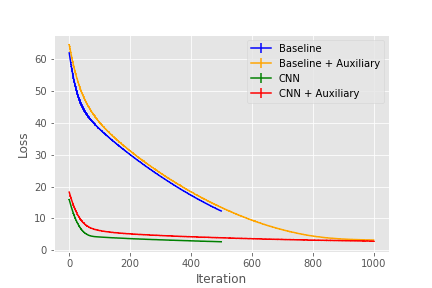 Baseline
Baseline + Auxiliary
CNN
CNN + Auxiliary
60
50
40
30
20
10
0
Loss
0 200 400 600 800 1000
Iteration